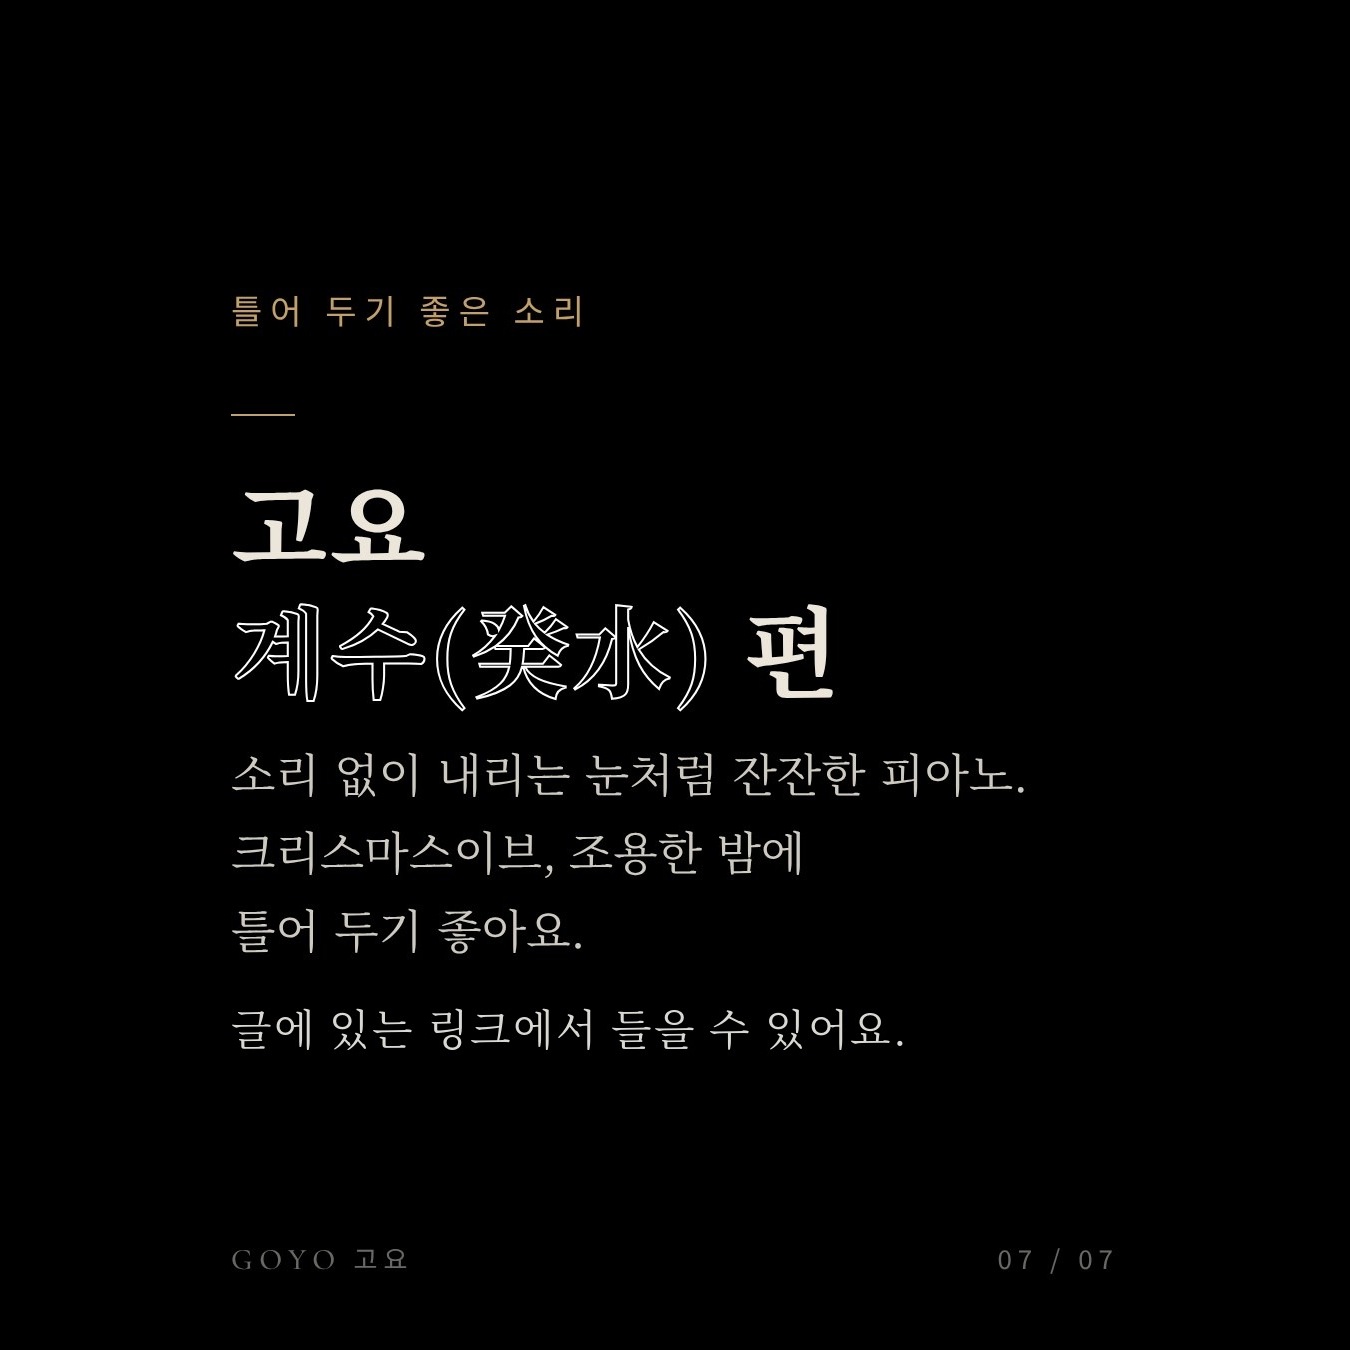 틀어 두기 좋은 소리
고요
계수(癸水) 편
소리 없이 내리는 눈처럼 잔잔한 피아노.
크리스마스이브, 조용한 밤에
틀어 두기 좋아요.
글에 있는 링크에서 들을 수 있어요.
GOYO 고요
07 / 07